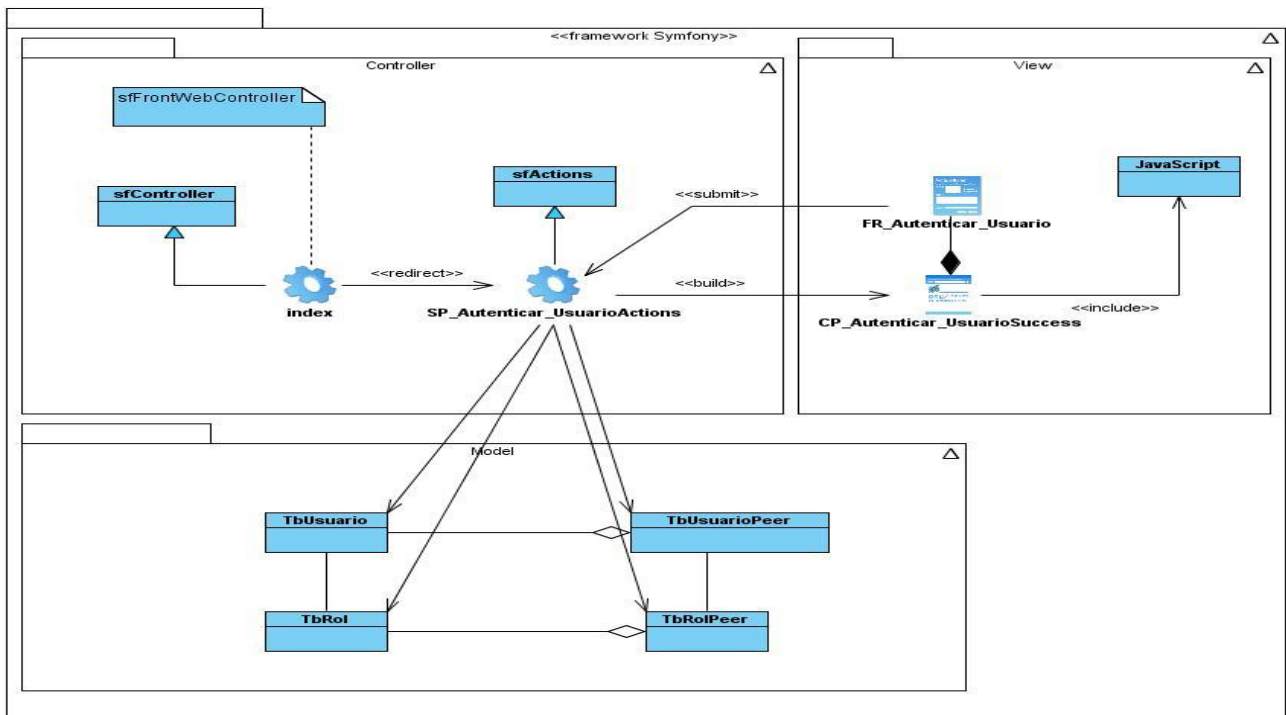 <<framework Symfony>>
Controller
View
sfFrontWebController
JavaScript
sfActions
sfController
<<submit>>
FR_Autenticar_Usuario
<<redirect>>
<<build>>
index
SP_Autenticar_UsuarioActions
<<include>>
CP_Autenticar_UsuarioSuccess
Model
TbUsuario
TbUsuarioPeer
TbRol
TbRolPeer